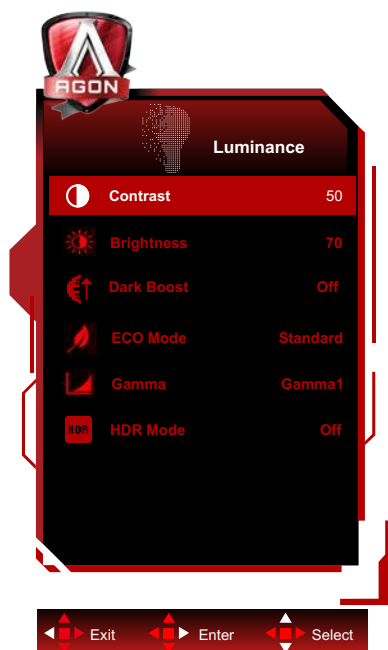 AGON
Luminance
Contrast 50
Brightness 70
Dark Boost Off
ECO Mode Standard
Gamma Gamma1
HDR HDR Mode Off
Exit Enter Select